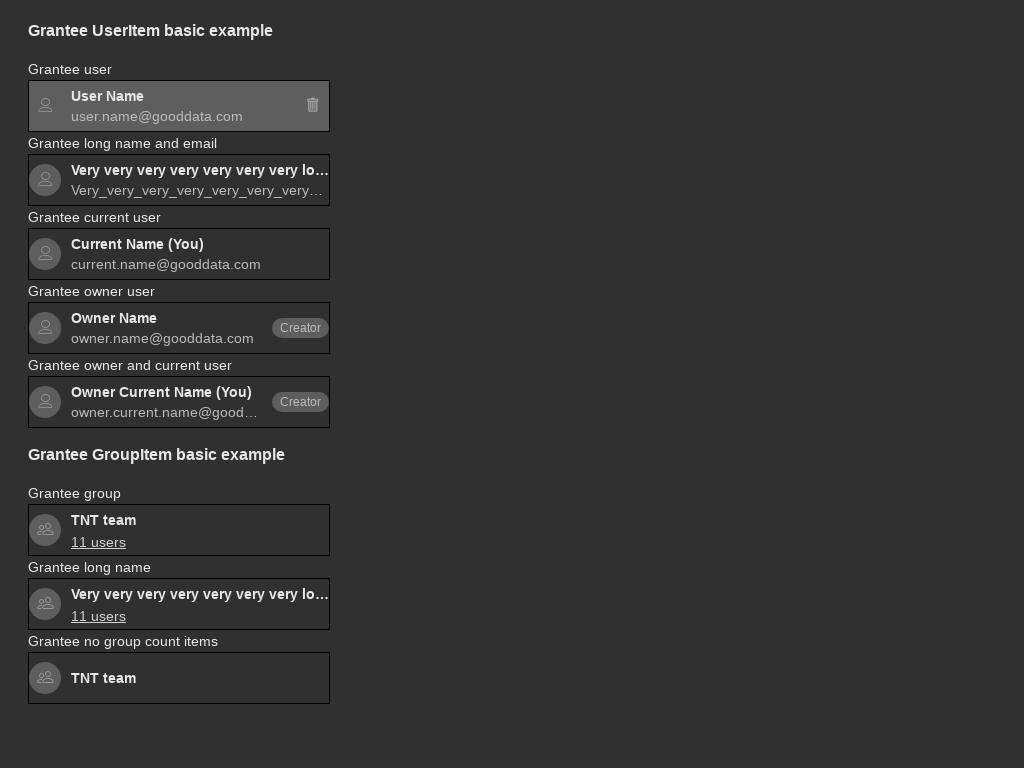 Grantee UserItem basic example
Grantee user
User Name
user.name@gooddata.com
Grantee long name and email
Very very very very very very very lo…
Very_very_very_very_very_very_very…
Grantee current user
Current Name (You)
current.name@gooddata.com
Grantee owner user
Owner Name
owner.name@gooddata.com
Creator
Grantee owner and current user
Owner Current Name (You)
owner.current.name@good…
Creator
Grantee GroupItem basic example
Grantee group
TNT team
11 users
Grantee long name
Very very very very very very very lo…
11 users
Grantee no group count items
TNT team